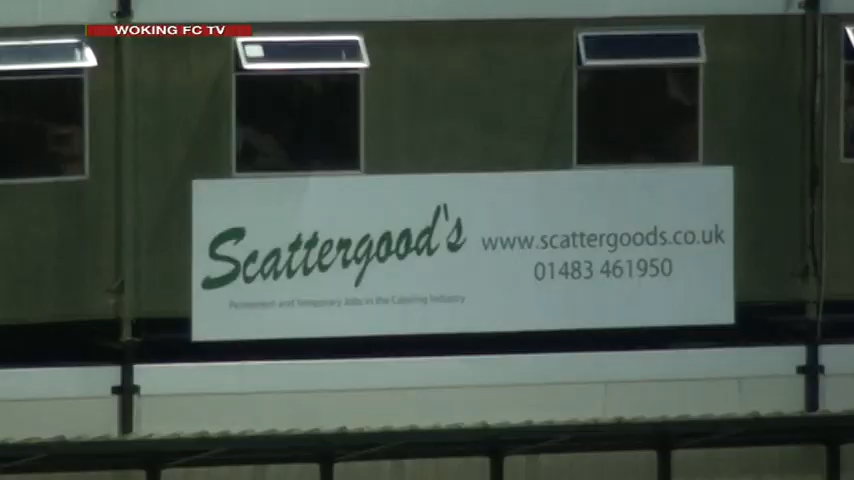 WOKING FC TV
Scattergood's
www.scattergoods.co.uk
01483 461950
Permanent and Temporary Jobs in the Catering Industry